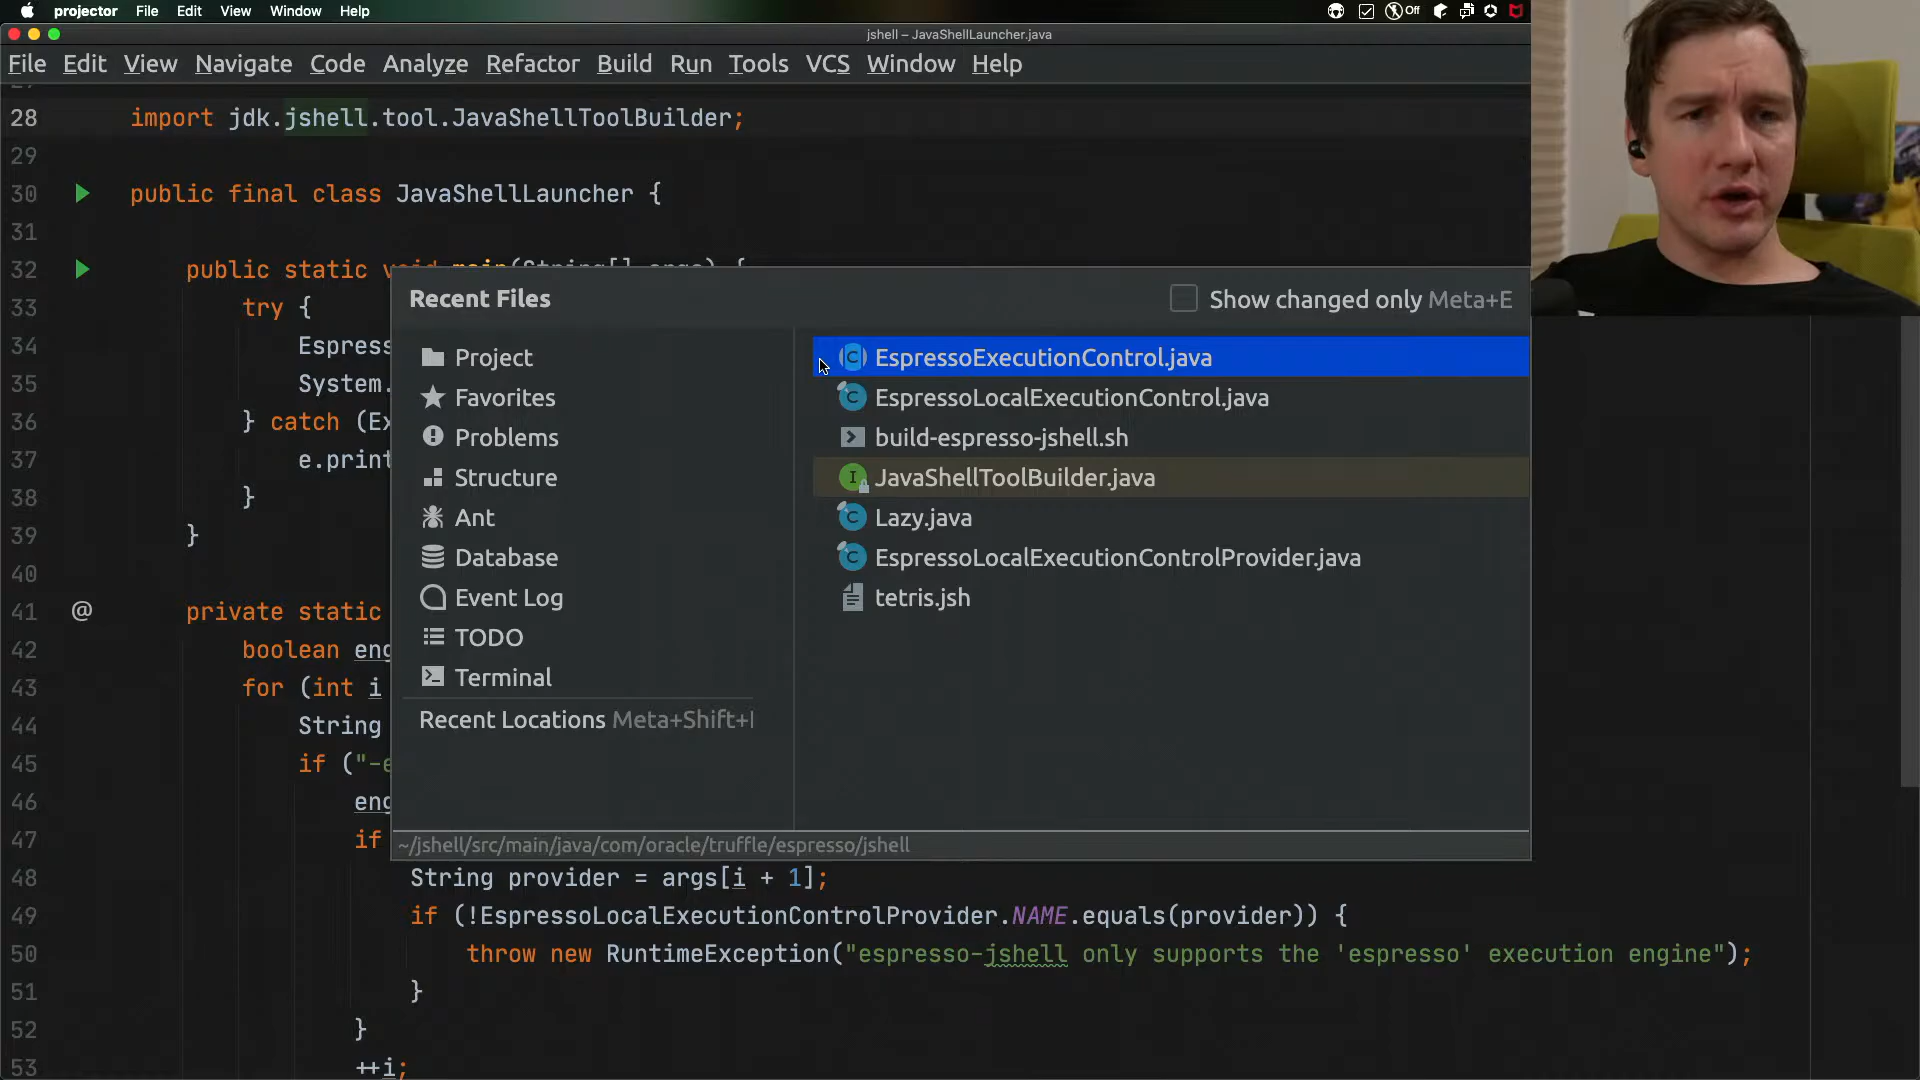 projector File Edit View Window Help
Off
jshell – JavaShellLauncher.java
File Edit View Navigate Code Analyze Refactor Build Run Tools VCS Window Help
28 import jdk.jshell.tool.JavaShellToolBuilder;
29
30 public final class JavaShellLauncher {
31
32 public static void main(String[] args) {
33 try {
34 Espress
35 System.
36 } catch (Ex
37 e.print
38 }
39 }
40
41 @ private static
42 boolean eng
43 for (int i
44 String
45 if ("-e
46 eng
47 if
48 String provider = args[i + 1];
49 if (!EspressoLocalExecutionControlProvider.NAME.equals(provider)) {
50 throw new RuntimeException("espresso-jshell only supports the 'espresso' execution engine");
51 }
52 }
53 ++i;
Recent Files
Show changed only Meta+E
Project
Favorites
Problems
Structure
Ant
Database
Event Log
TODO
Terminal
Recent Locations Meta+Shift+
EspressoExecutionControl.java
EspressoLocalExecutionControl.java
build-espresso-jshell.sh
JavaShellToolBuilder.java
Lazy.java
EspressoLocalExecutionControlProvider.java
tetris.jsh
~/jshell/src/main/java/com/oracle/truffle/espresso/jshell